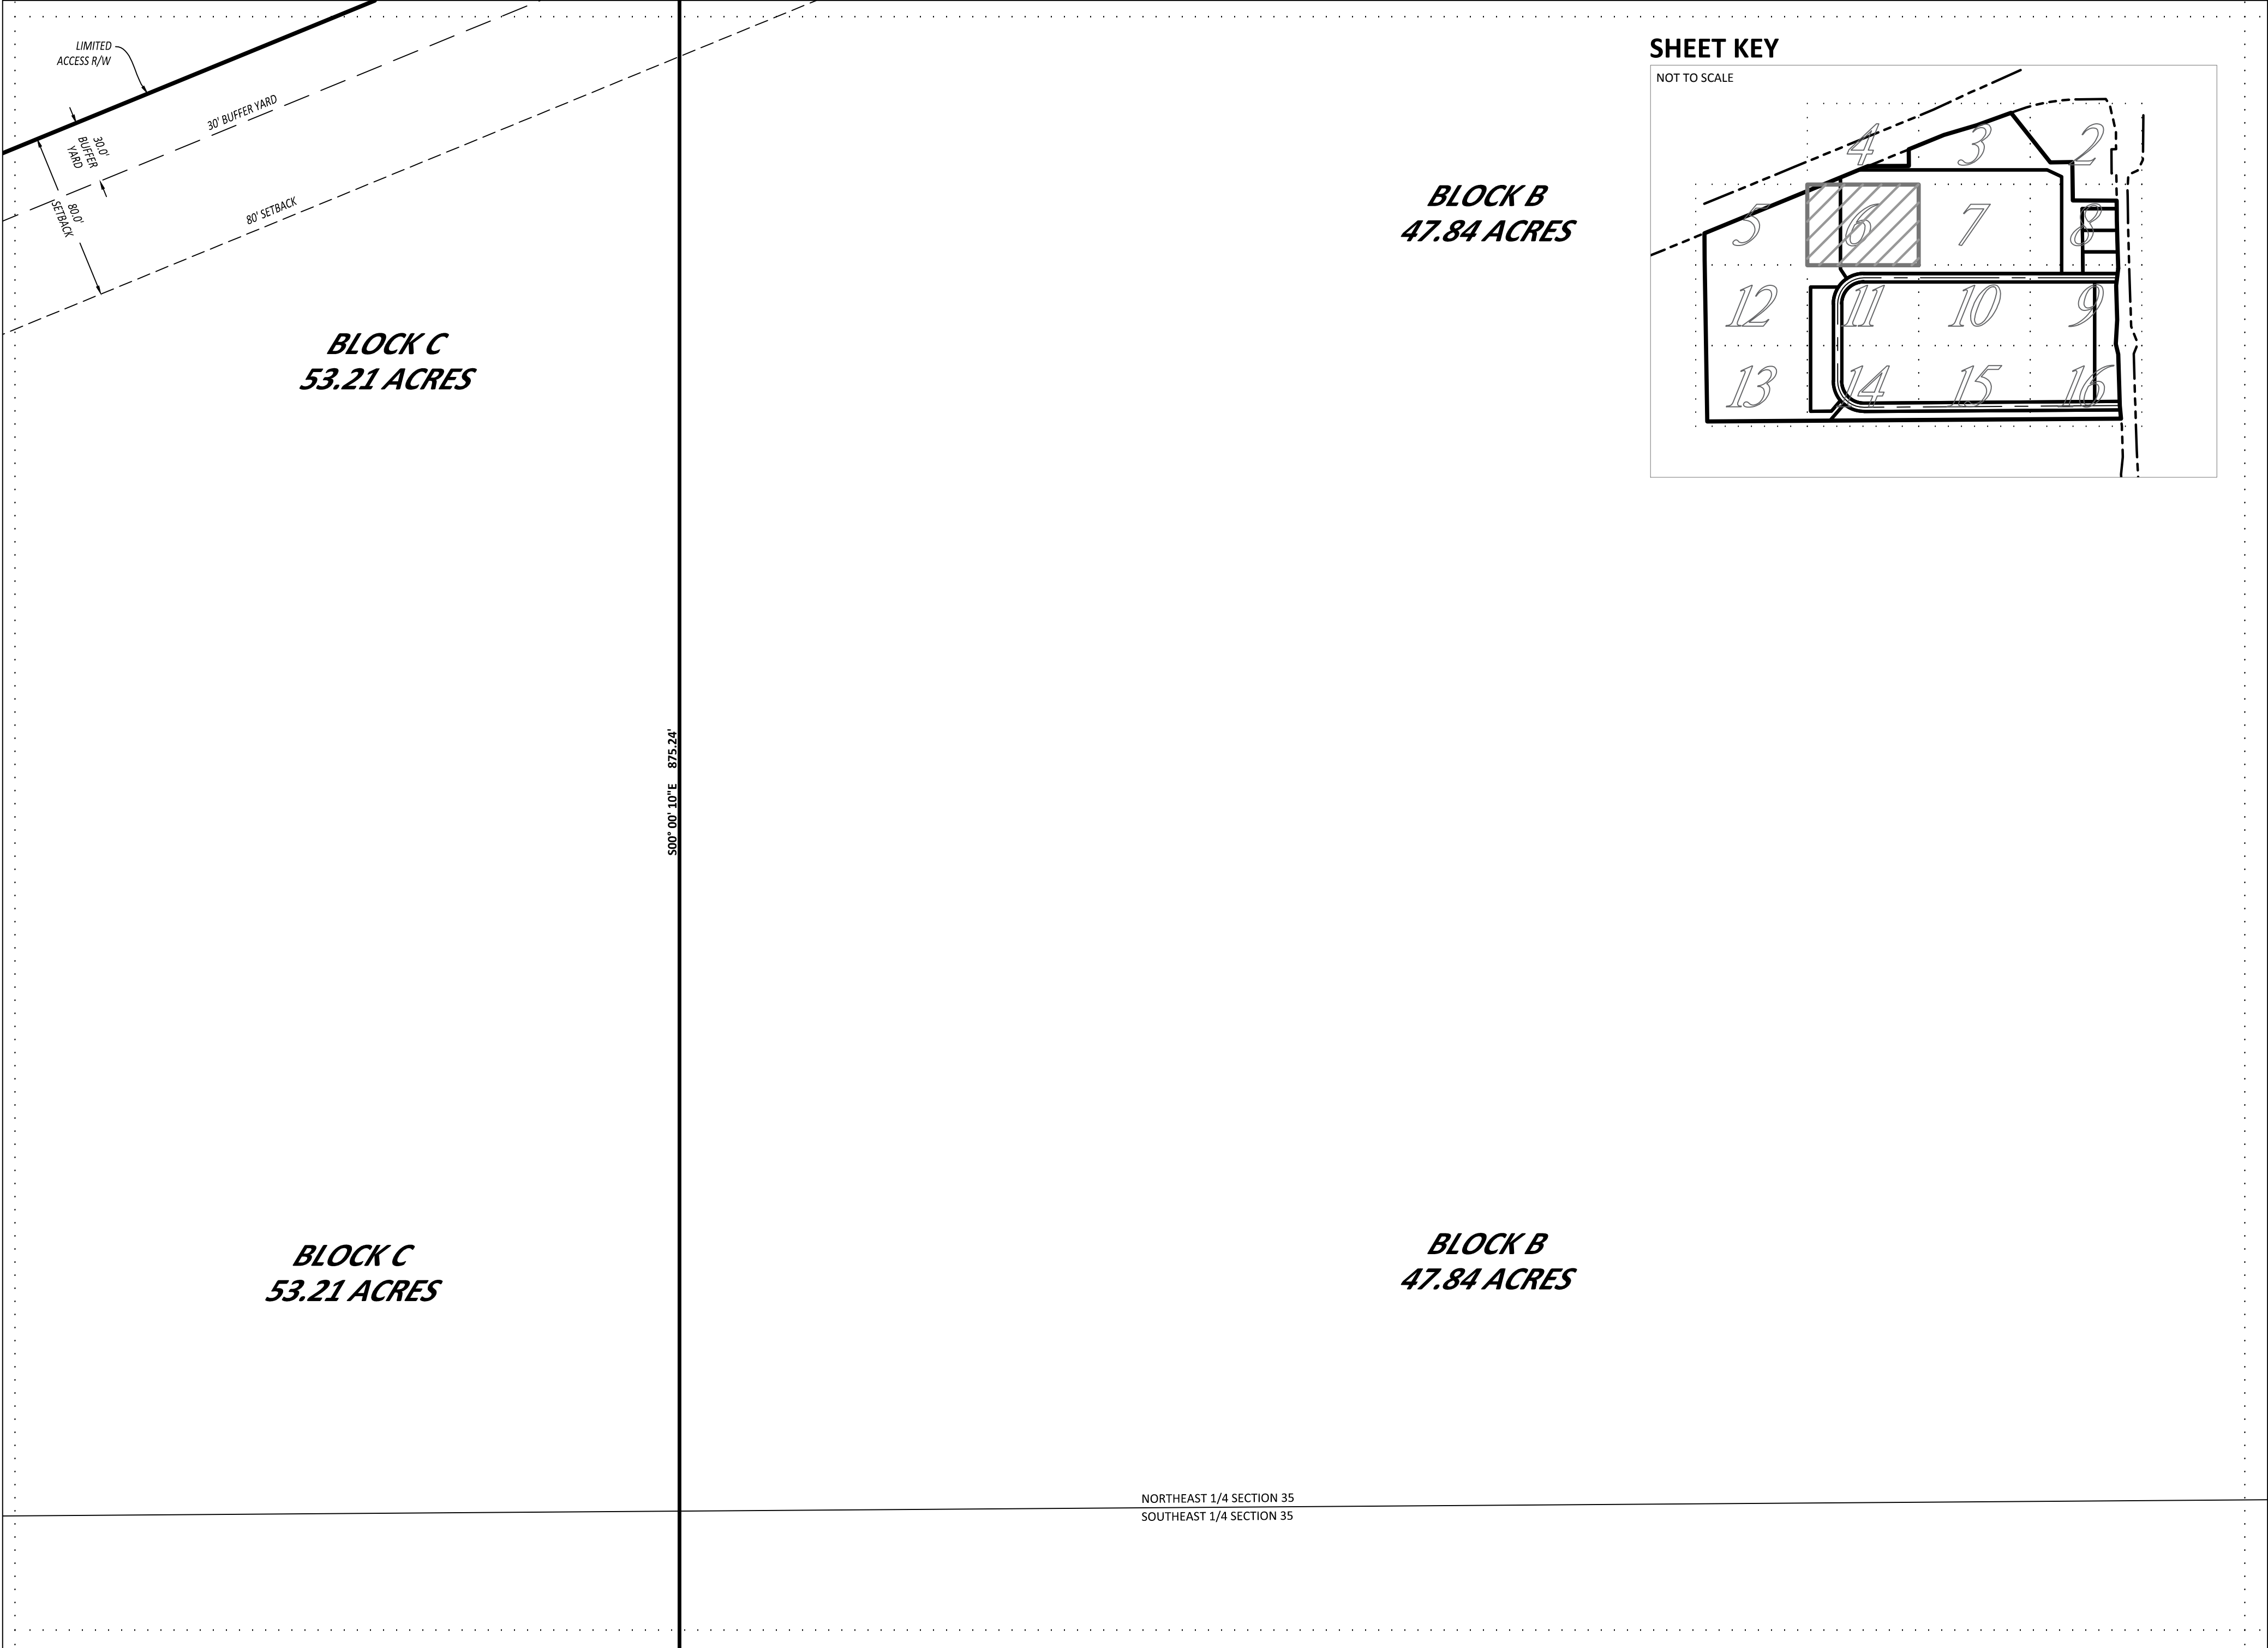 LIMITED
ACCESS R/W
30' BUFFER YARD
30.0'
BUFFER
YARD
80.0'
SETBACK
80' SETBACK
BLOCK C
53.21 ACRES
BLOCK B
47.84 ACRES
SHEET KEY
NOT TO SCALE
4
3
2
5
6
7
8
12
11
10
9
13
14
15
16
S00° 00' 10"E 875.24'
BLOCK C
53.21 ACRES
BLOCK B
47.84 ACRES
NORTHEAST 1/4 SECTION 35
SOUTHEAST 1/4 SECTION 35